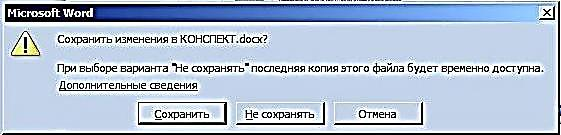 Microsoft Word
Сохранить изменения в КОНСПЕКТ.docx?
При выборе варианта "Не сохранять" последняя копия этого файла будет временно доступна.
Дополнительные сведения
Сохранить Не сохранять Отмена